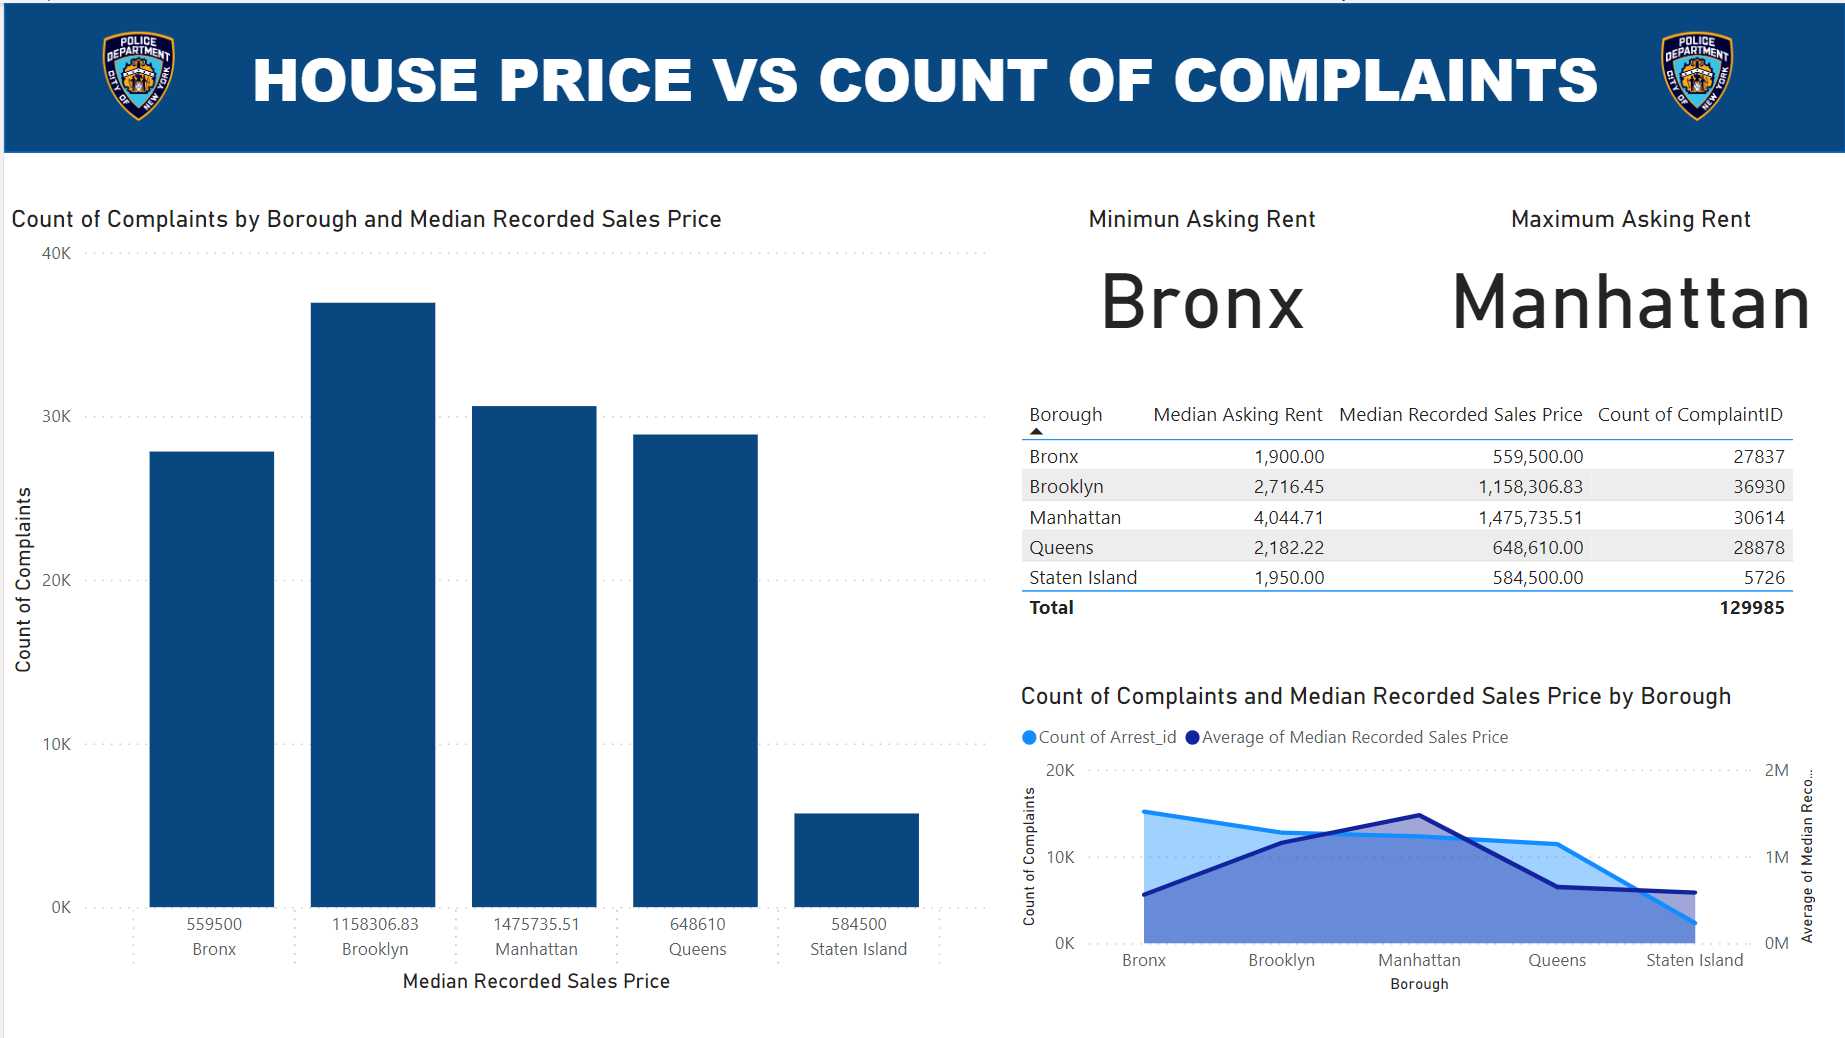 POLICE
DEPARTMENT
CITY OF
NEW YORK
HOUSE PRICE VS COUNT OF COMPLAINTS
POLICE
DEPARTMENT
CITY OF
NEW YORK
Count of Complaints by Borough and Median Recorded Sales Price
40K
30K
20K
10K
0K
Count of Complaints
559500
1158306.83
1475735.51
648610
584500
Bronx
Brooklyn
Manhattan
Queens
Staten Island
Median Recorded Sales Price
Minimun Asking Rent
Bronx
Maximum Asking Rent
Manhattan
Borough Median Asking Rent Median Recorded Sales Price Count of ComplaintID
Bronx 1,900.00 559,500.00 27837
Brooklyn 2,716.45 1,158,306.83 36930
Manhattan 4,044.71 1,475,735.51 30614
Queens 2,182.22 648,610.00 28878
Staten Island 1,950.00 584,500.00 5726
Total 129985
Count of Complaints and Median Recorded Sales Price by Borough
Count of Arrest_id Average of Median Recorded Sales Price
20K
10K
0K
Count of Complaints
2M
1M
0M
Average of Median Reco...
Bronx
Brooklyn
Manhattan
Queens
Staten Island
Borough